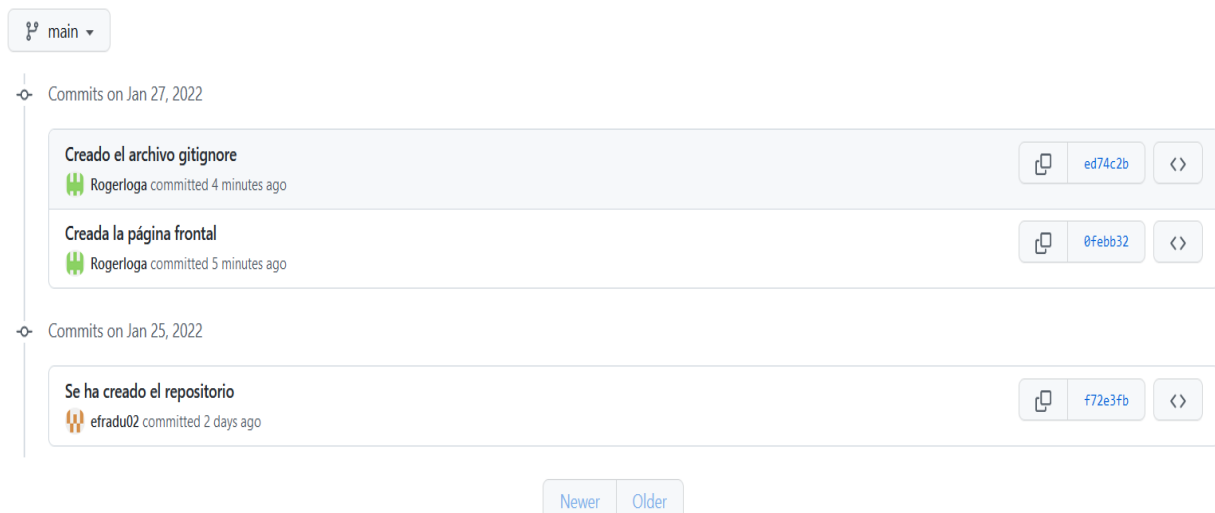 main
Commits on Jan 27, 2022
Creado el archivo gitignore
ed74c2b
Rogerloga committed 4 minutes ago
Creada la página frontal
0febb32
Rogerloga committed 5 minutes ago
Commits on Jan 25, 2022
Se ha creado el repositorio
f72e3fb
efradu02 committed 2 days ago
Newer Older